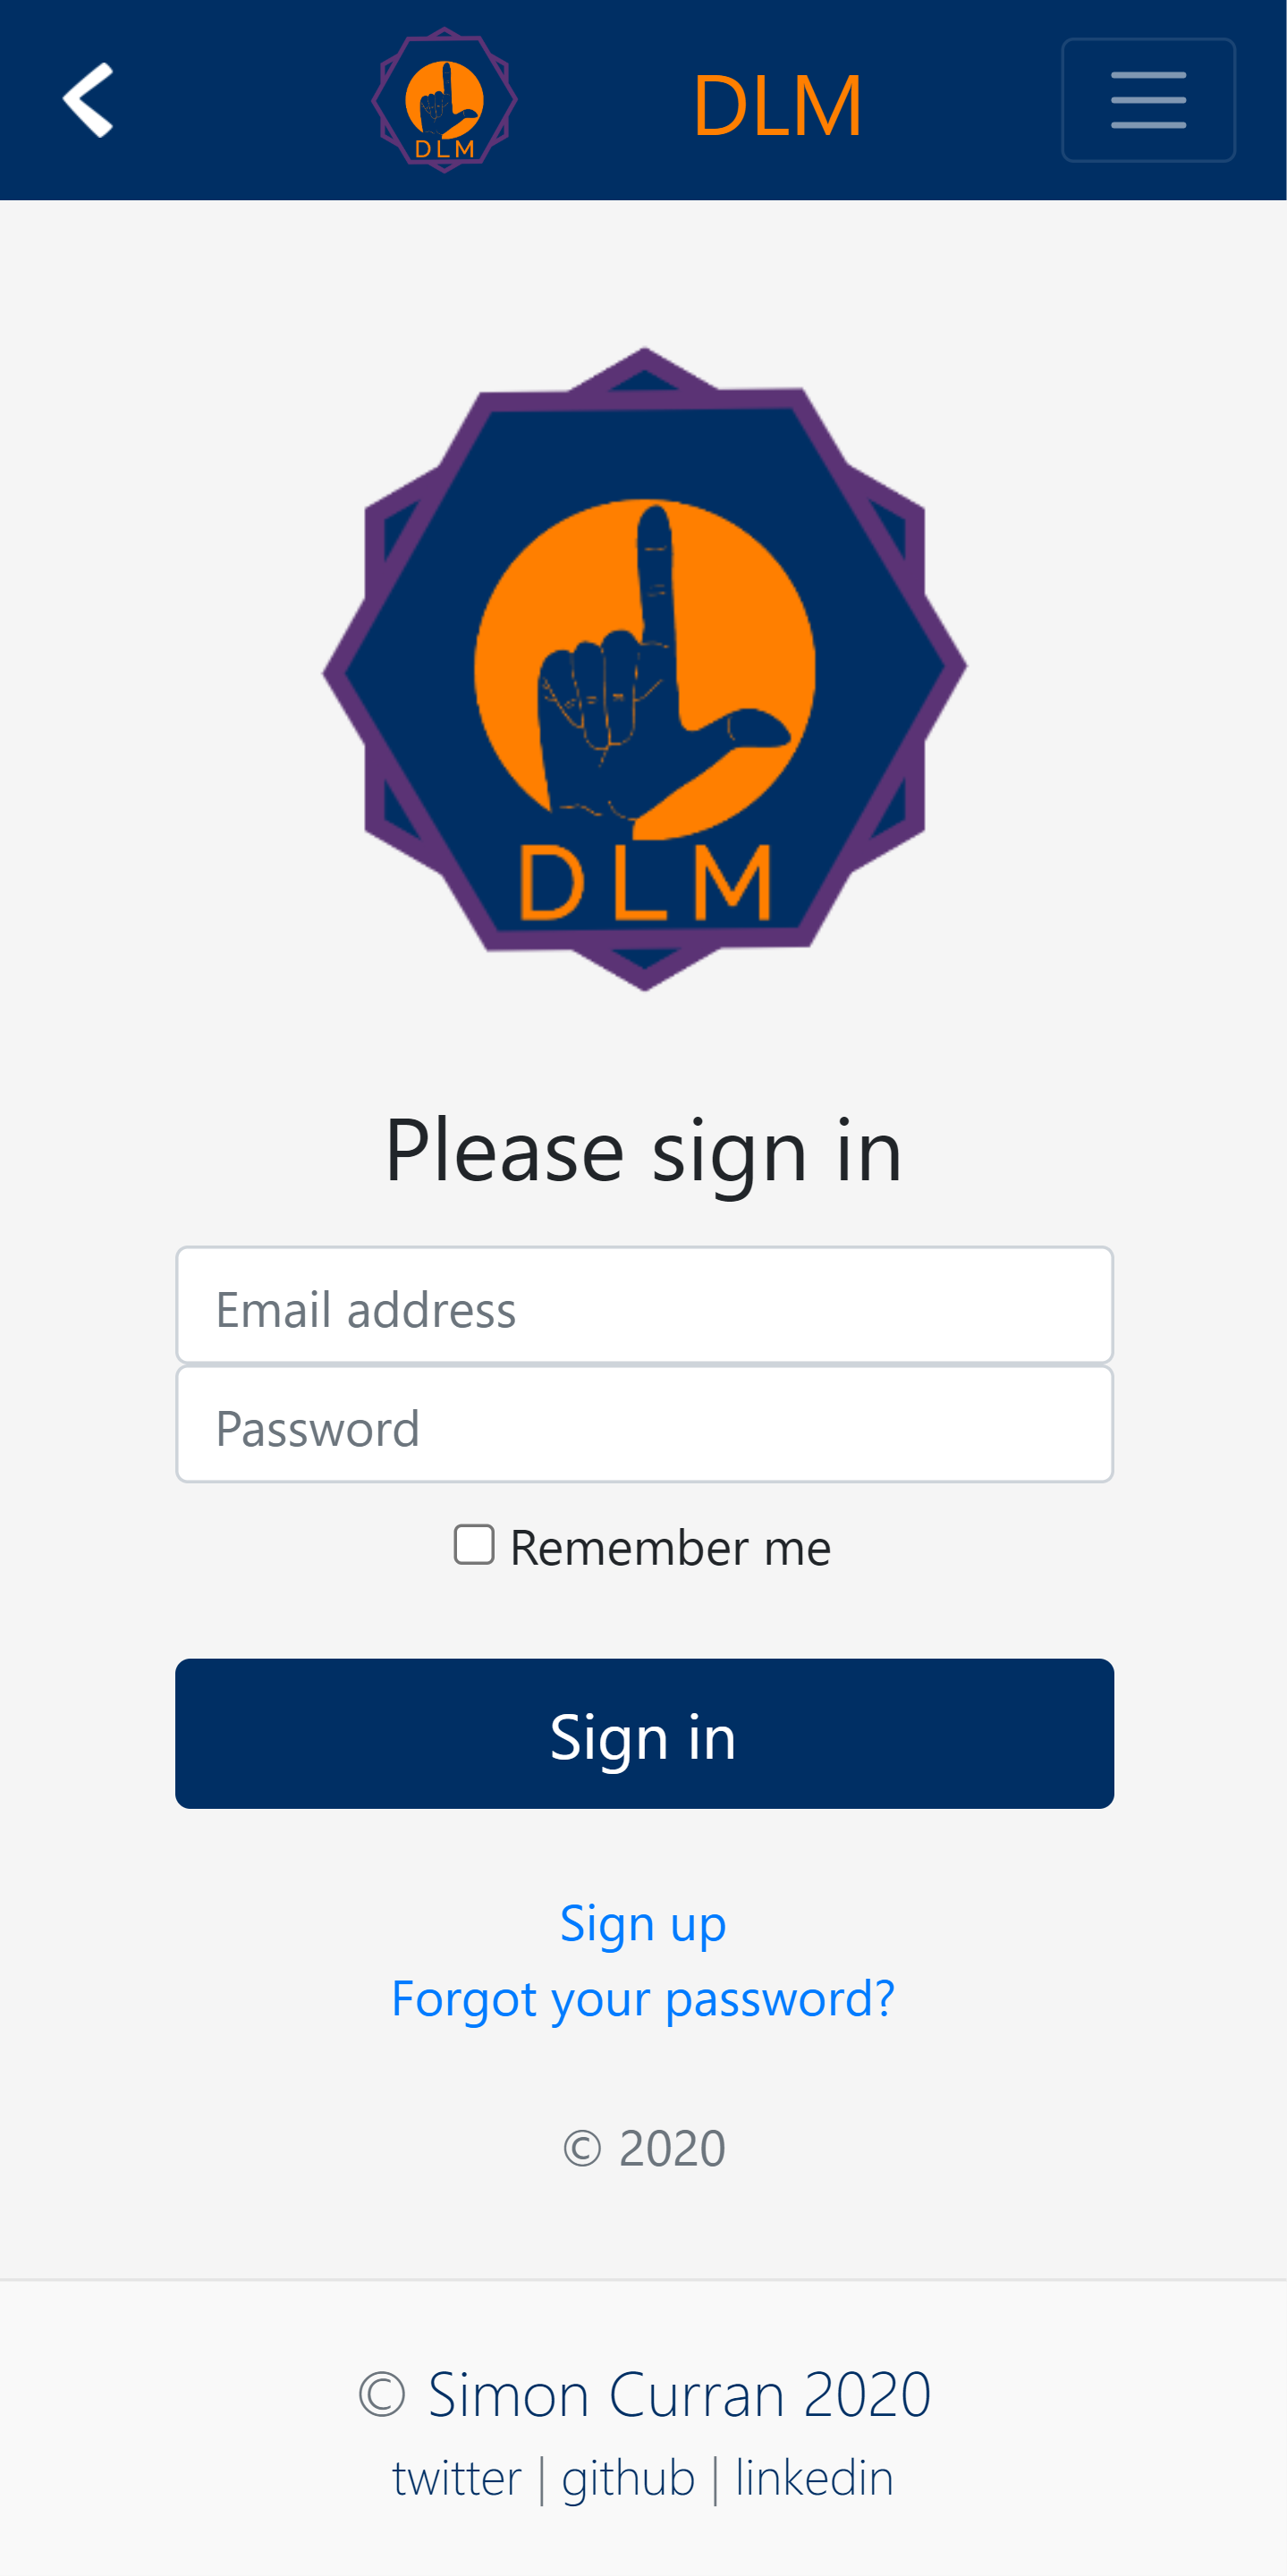 DLM
DLM
DLM
Please sign in
Email address
Password
Remember me
Sign in
Sign up
Forgot your password?
© 2020
© Simon Curran 2020
twitter | github | linkedin